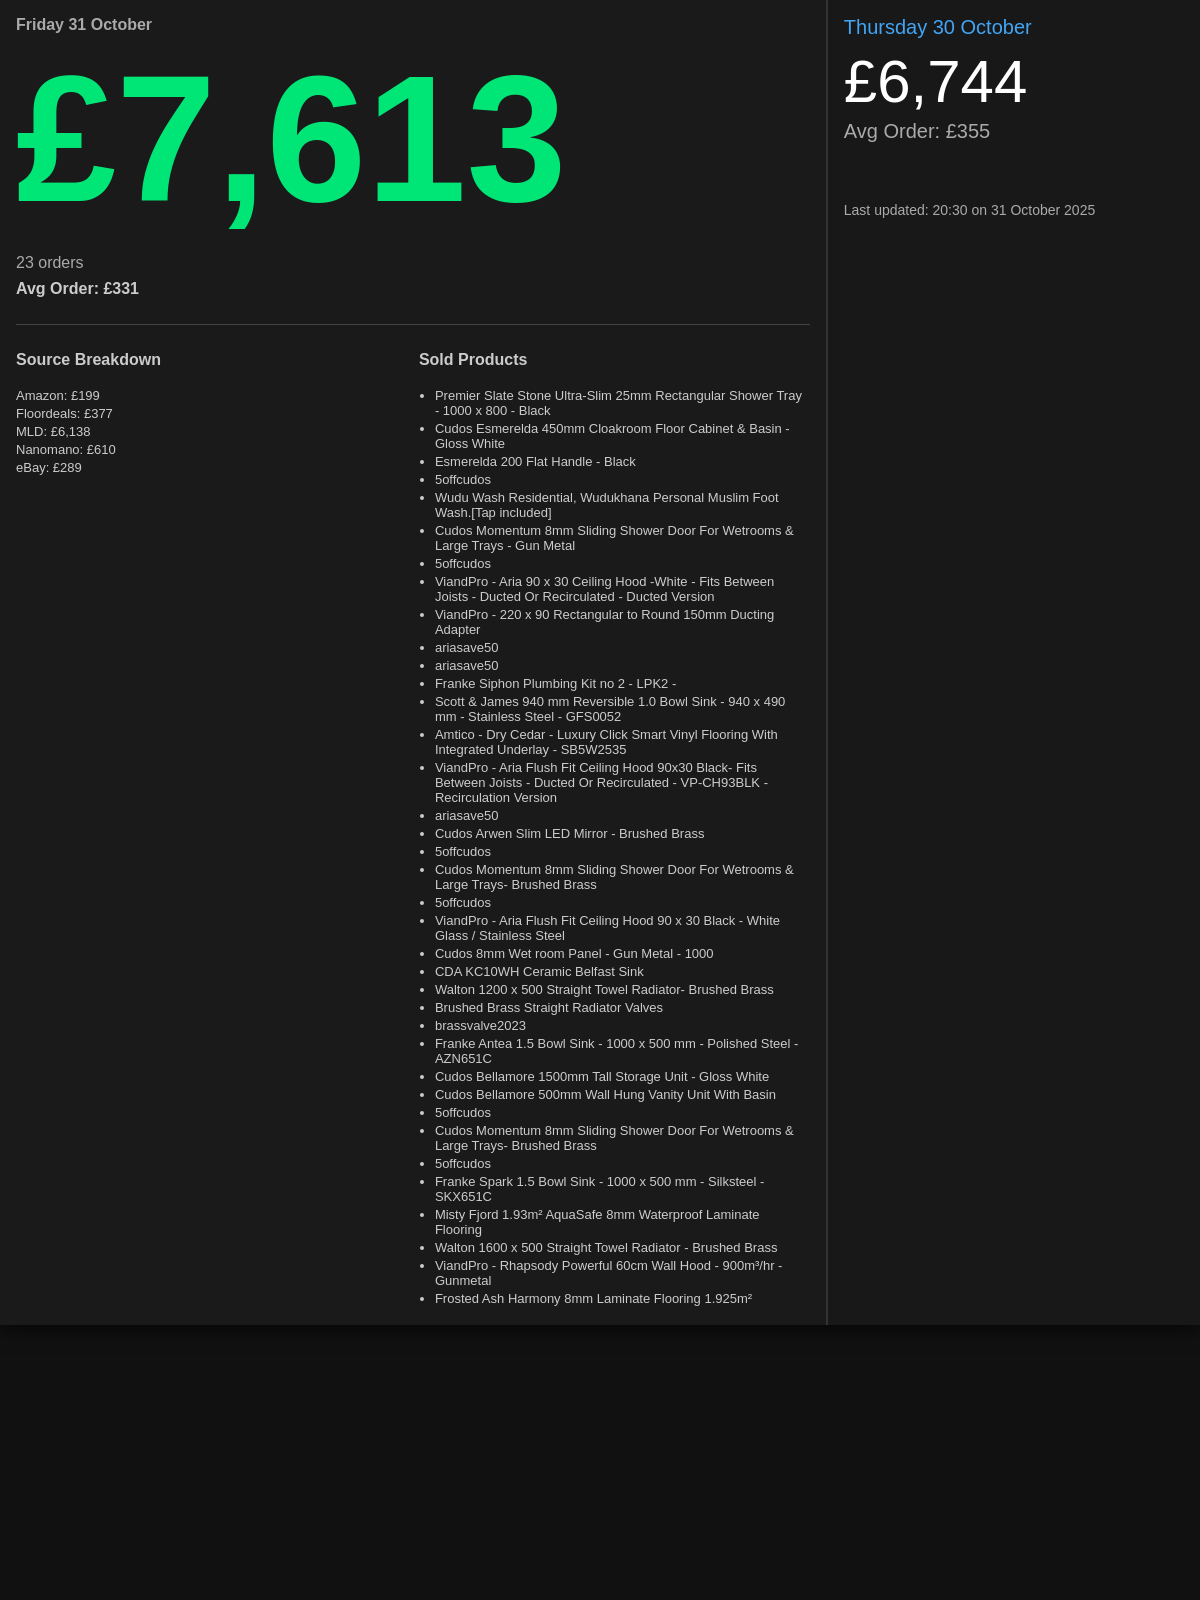 Friday 31 October
£7,613
23 orders
Avg Order: £331
Source Breakdown
Amazon: £199
Floordeals: £377
MLD: £6,138
Nanomano: £610
eBay: £289
Sold Products
Premier Slate Stone Ultra-Slim 25mm Rectangular Shower Tray
- 1000 x 800 - Black
Cudos Esmerelda 450mm Cloakroom Floor Cabinet & Basin -
Gloss White
Esmerelda 200 Flat Handle - Black
5offcudos
Wudu Wash Residential, Wudukhana Personal Muslim Foot
Wash.[Tap included]
Cudos Momentum 8mm Sliding Shower Door For Wetrooms &
Large Trays - Gun Metal
5offcudos
ViandPro - Aria 90 x 30 Ceiling Hood -White - Fits Between
Joists - Ducted Or Recirculated - Ducted Version
ViandPro - 220 x 90 Rectangular to Round 150mm Ducting
Adapter
ariasave50
ariasave50
Franke Siphon Plumbing Kit no 2 - LPK2 -
Scott & James 940 mm Reversible 1.0 Bowl Sink - 940 x 490
mm - Stainless Steel - GFS0052
Amtico - Dry Cedar - Luxury Click Smart Vinyl Flooring With
Integrated Underlay - SB5W2535
ViandPro - Aria Flush Fit Ceiling Hood 90x30 Black- Fits
Between Joists - Ducted Or Recirculated - VP-CH93BLK -
Recirculation Version
ariasave50
Cudos Arwen Slim LED Mirror - Brushed Brass
5offcudos
Cudos Momentum 8mm Sliding Shower Door For Wetrooms &
Large Trays- Brushed Brass
5offcudos
ViandPro - Aria Flush Fit Ceiling Hood 90 x 30 Black - White
Glass / Stainless Steel
Cudos 8mm Wet room Panel - Gun Metal - 1000
CDA KC10WH Ceramic Belfast Sink
Walton 1200 x 500 Straight Towel Radiator- Brushed Brass
Brushed Brass Straight Radiator Valves
brassvalve2023
Franke Antea 1.5 Bowl Sink - 1000 x 500 mm - Polished Steel -
AZN651C
Cudos Bellamore 1500mm Tall Storage Unit - Gloss White
Cudos Bellamore 500mm Wall Hung Vanity Unit With Basin
5offcudos
Cudos Momentum 8mm Sliding Shower Door For Wetrooms &
Large Trays- Brushed Brass
5offcudos
Franke Spark 1.5 Bowl Sink - 1000 x 500 mm - Silksteel -
SKX651C
Misty Fjord 1.93m² AquaSafe 8mm Waterproof Laminate
Flooring
Walton 1600 x 500 Straight Towel Radiator - Brushed Brass
ViandPro - Rhapsody Powerful 60cm Wall Hood - 900m³/hr -
Gunmetal
Frosted Ash Harmony 8mm Laminate Flooring 1.925m²
Thursday 30 October
£6,744
Avg Order: £355
Last updated: 20:30 on 31 October 2025